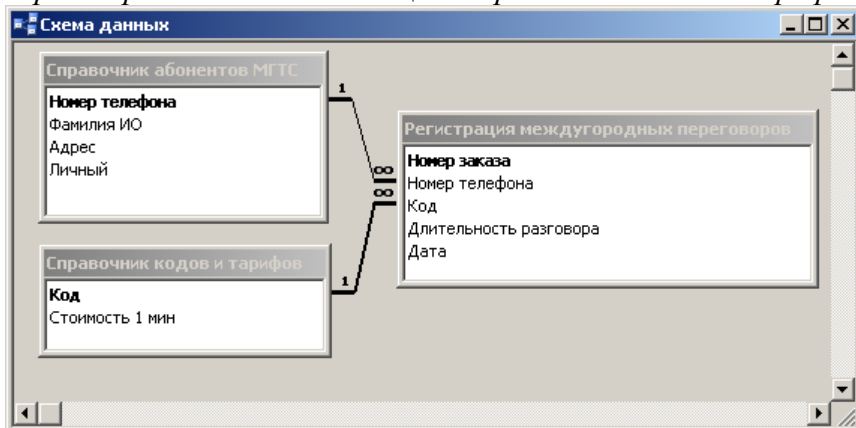 Схема данных
Справочник абонентов МГТС
Номер телефона
Фамилия ИО
Адрес
Личный
1
Регистрация междугородных переговоров
Номер заказа
Номер телефона
Код
Длительность разговора
Дата
∞
∞
Справочник кодов и тарифов
Код
Стоимость 1 мин
1